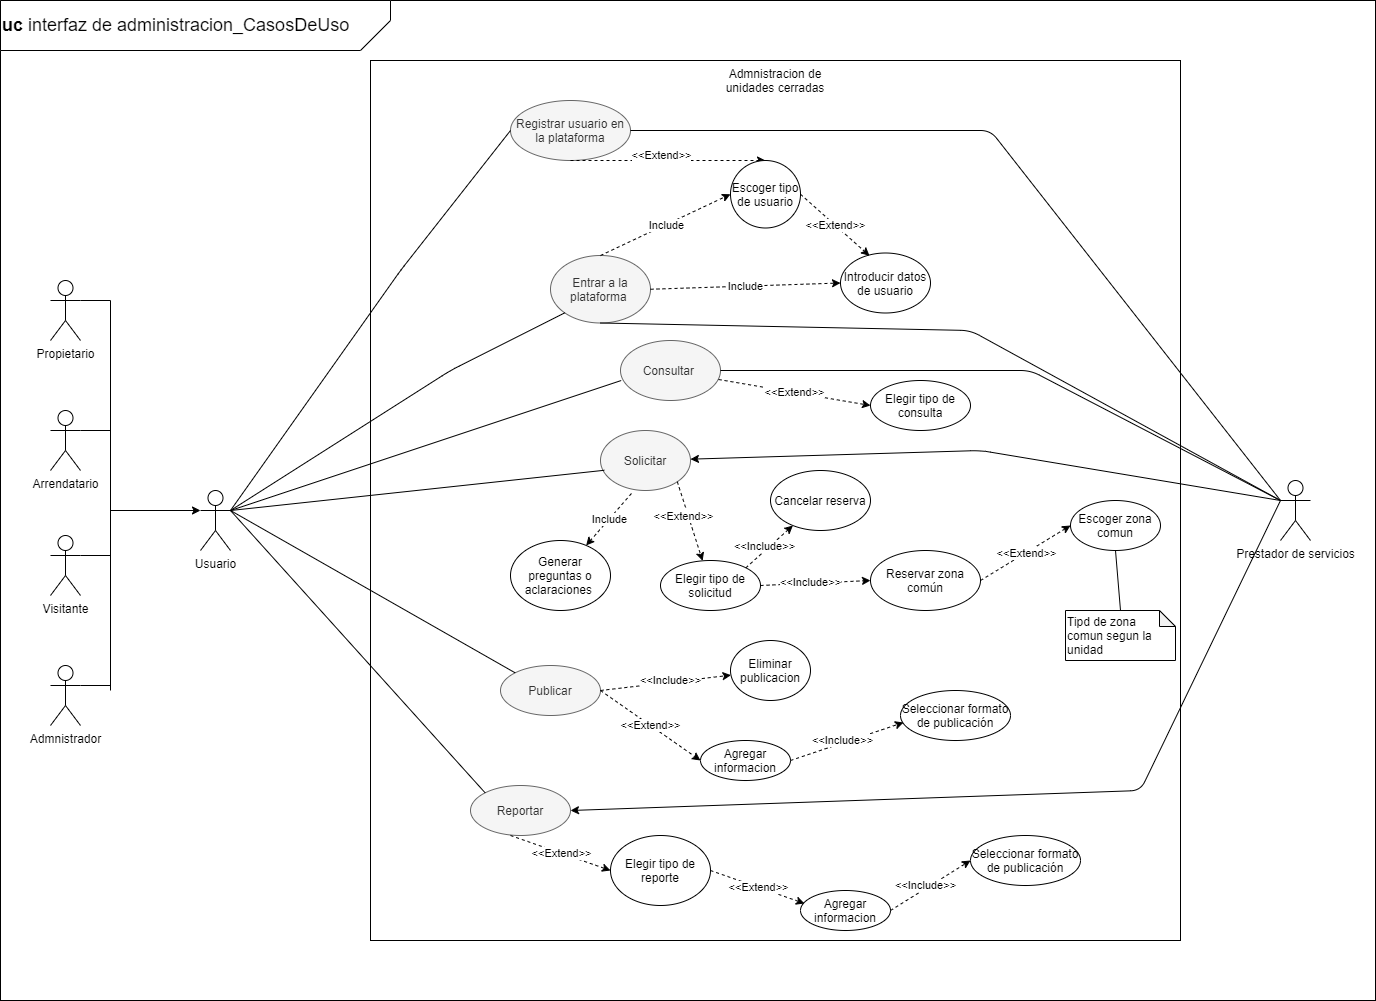 uc interfaz de administracion_CasosDeUso
Admnistracion de
unidades cerradas
Registrar usuario en
la plataforma
<<Extend>>
Escoger tipo
de usuario
Include
<<Extend>>
Entrar a la
plataforma
Include
Introducir datos
de usuario
Propietario
Consultar
<<Extend>>
Elegir tipo de
consulta
Arrendatario
Solicitar
Include
<<Extend>>
Cancelar reserva
<<Include>>
Generar
preguntas o
aclaraciones
Elegir tipo de
solicitud
<<Include>>
Reservar zona
común
<<Extend>>
Escoger zona
comun
Usuario
Prestador de servicios
Visitante
Tipd de zona
comun segun la
unidad
Publicar
<<Include>>
Eliminar
publicacion
<<Extend>>
Agregar
informacion
<<Include>>
Seleccionar formato
de publicación
Admnistrador
Reportar
<<Extend>>
Elegir tipo de
reporte
<<Extend>>
Agregar
informacion
<<Include>>
Seleccionar formato
de publicación